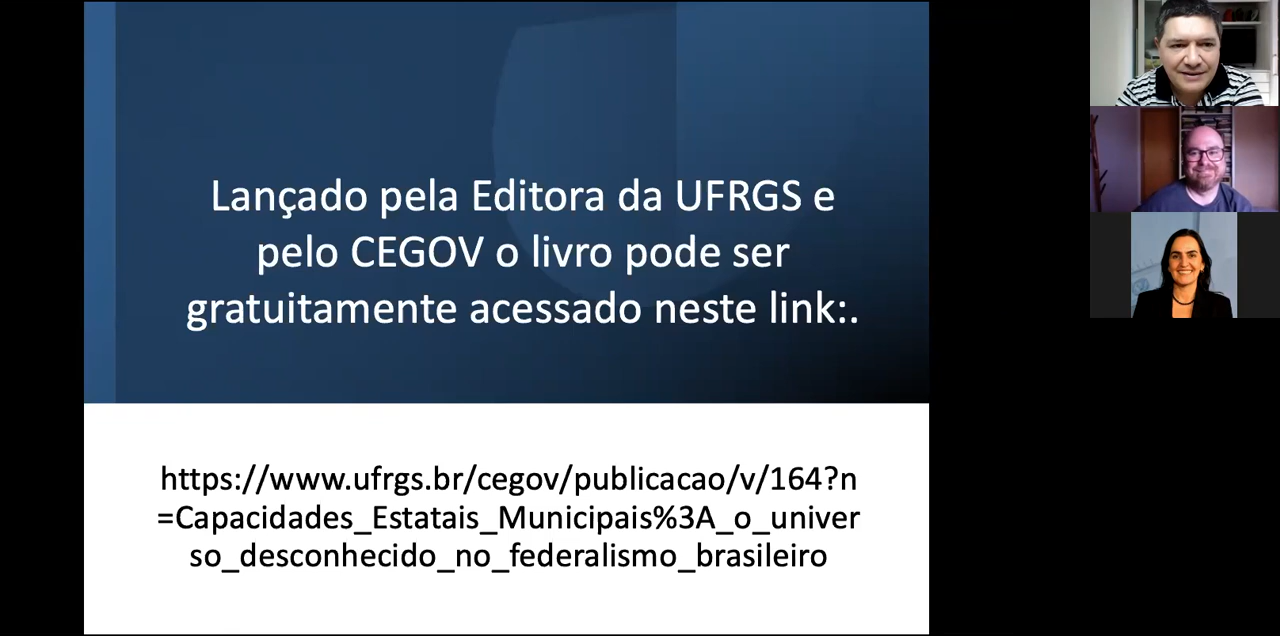 Lançado pela Editora da UFRGS e
pelo CEGOV o livro pode ser
gratuitamente acessado neste link:.
https://www.ufrgs.br/cegov/publicacao/v/164?n
=Capacidades_Estatais_Municipais%3A_o_univer
so_desconhecido_no_federalismo_brasileiro